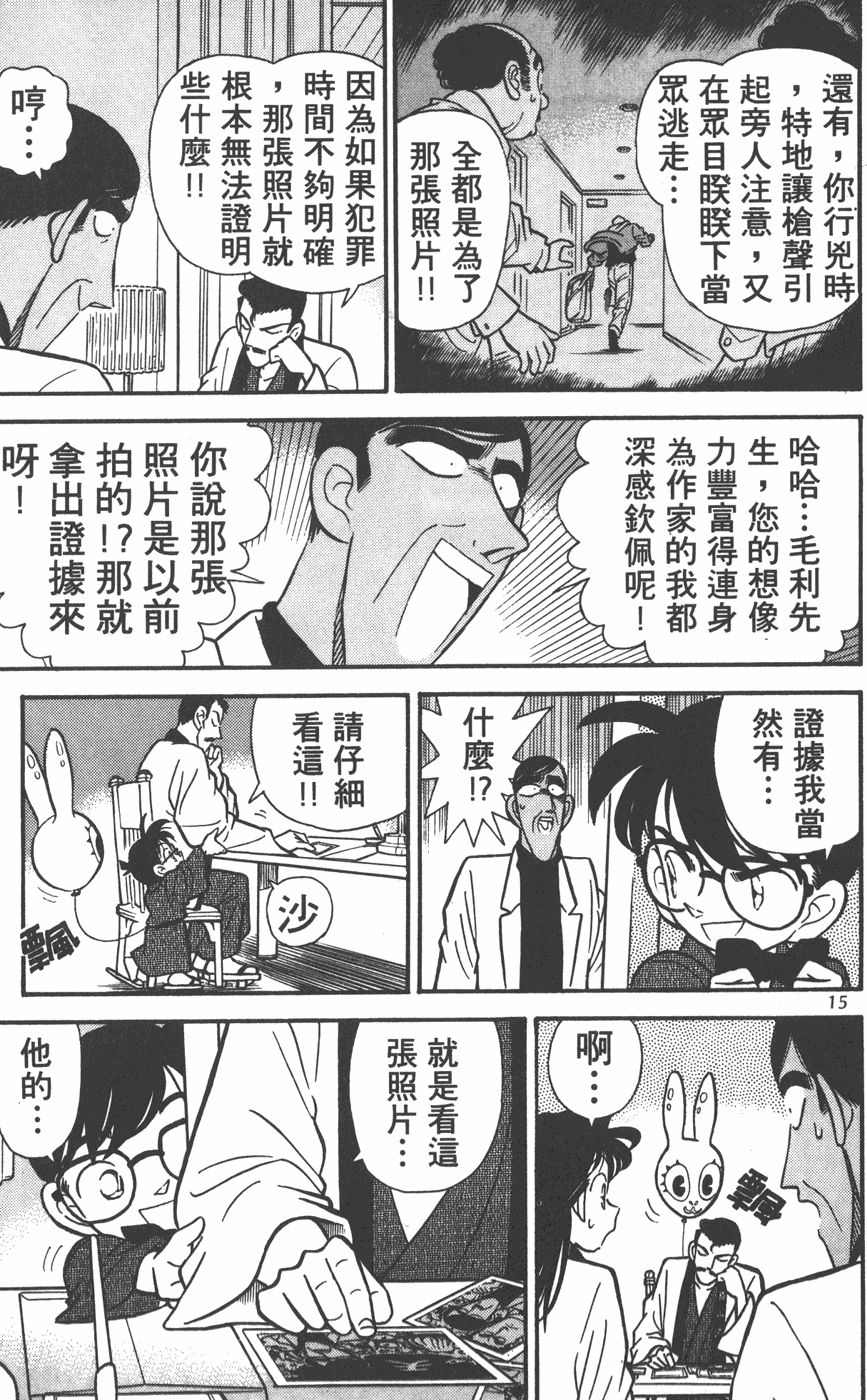 還有，你行兇時
，特地讓槍聲引
起旁人注意，又
在眾目睽睽下當
眾逃走…
全都是為了
那張照片!!
因為如果犯罪
時間不夠明確
，那張照片就
根本無法證明
些什麼!!
哼…
哈哈…毛利先
生，您的想像
力豐富得連身
為作家的我都
深感欽佩呢！
你說那張
照片是以前
拍的!?那就
拿出證據來
呀！
證據我當
然有…
什麼!?
請仔細
看這!!
沙
15
啊…
就是看這
張照片…
他的…